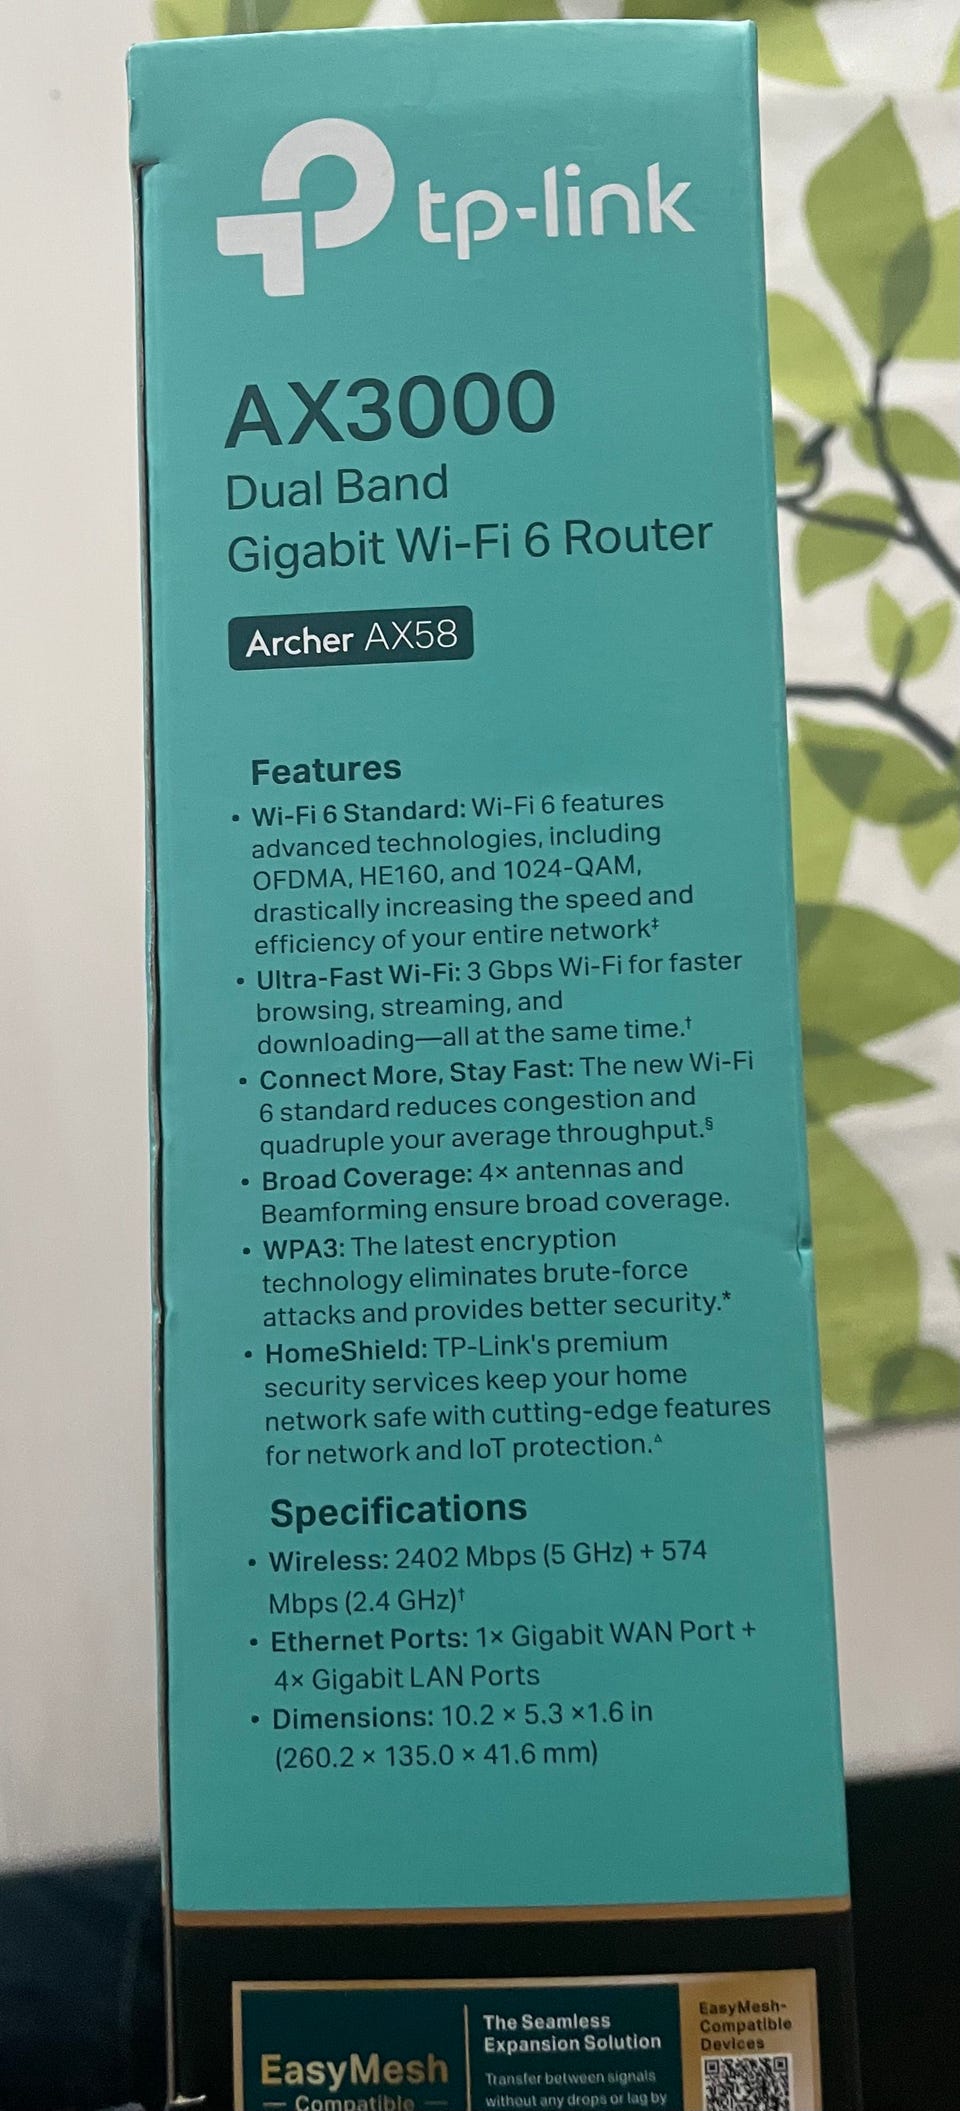 tp-link
AX3000
Dual Band
Gigabit Wi-Fi 6 Router
Archer AX58
Features
• Wi-Fi 6 Standard: Wi-Fi 6 features
advanced technologies, including
OFDMA, HE160, and 1024-QAM,
drastically increasing the speed and
efficiency of your entire network‡
• Ultra-Fast Wi-Fi: 3 Gbps Wi-Fi for faster
browsing, streaming, and
downloading—all at the same time.†
• Connect More, Stay Fast: The new Wi-Fi
6 standard reduces congestion and
quadruple your average throughput.§
• Broad Coverage: 4× antennas and
Beamforming ensure broad coverage.
• WPA3: The latest encryption
technology eliminates brute-force
attacks and provides better security.*
• HomeShield: TP-Link's premium
security services keep your home
network safe with cutting-edge features
for network and IoT protection.△
Specifications
• Wireless: 2402 Mbps (5 GHz) + 574
Mbps (2.4 GHz)†
• Ethernet Ports: 1× Gigabit WAN Port +
4× Gigabit LAN Ports
• Dimensions: 10.2 × 5.3 ×1.6 in
(260.2 × 135.0 × 41.6 mm)
EasyMesh
Compatible
The Seamless
Expansion Solution
Transfer between signals
without any drops or lag by
EasyMesh-
Compatible
Devices